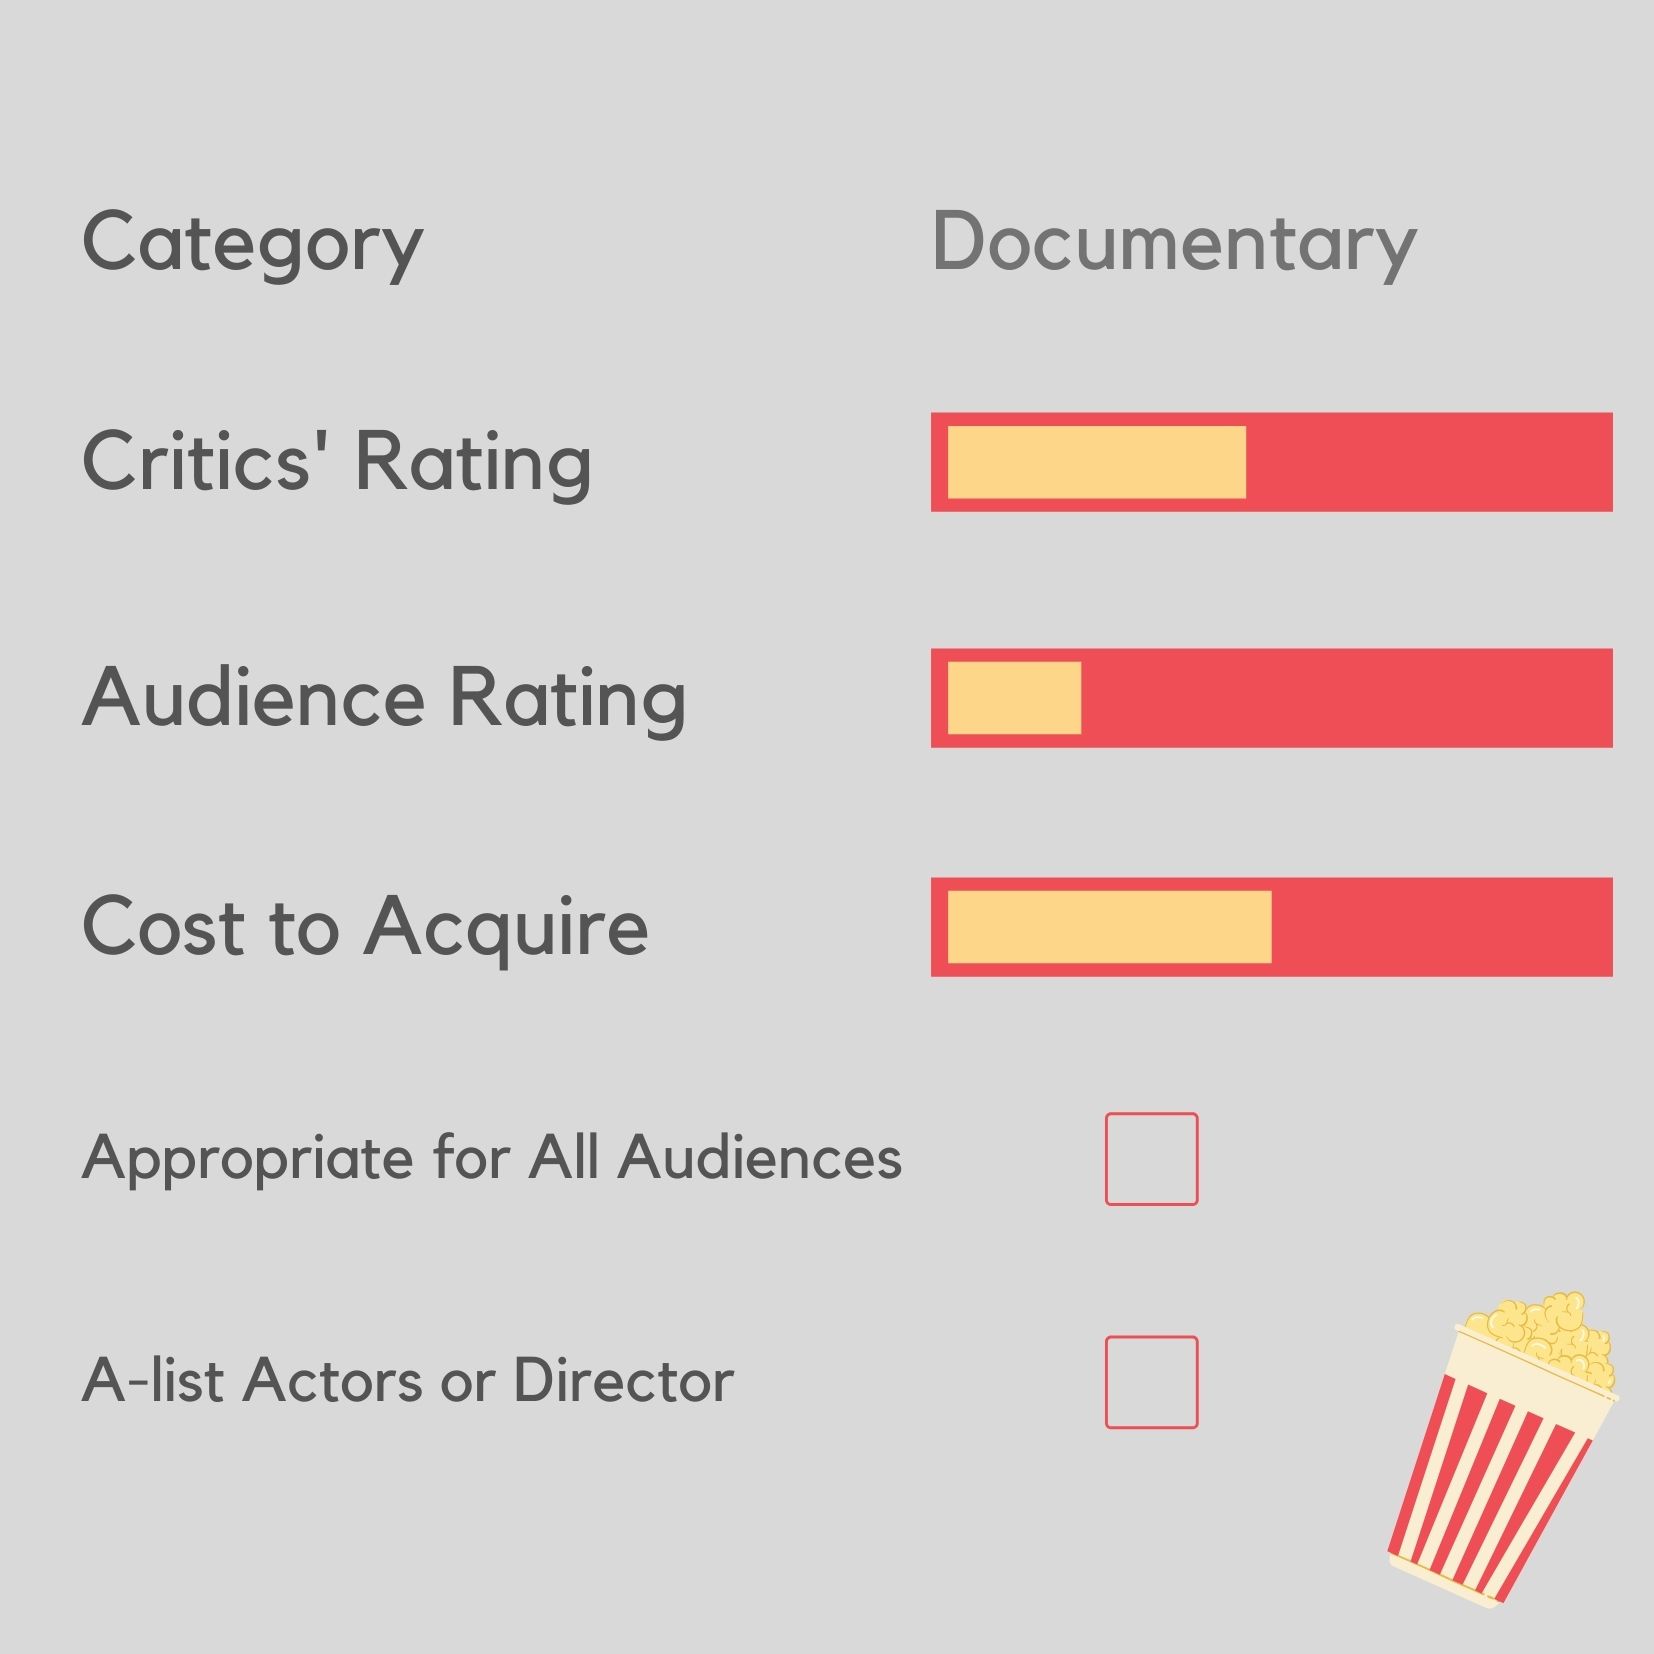 Category Documentary
Critics' Rating
Audience Rating
Cost to Acquire
Appropriate for All Audiences
A-list Actors or Director